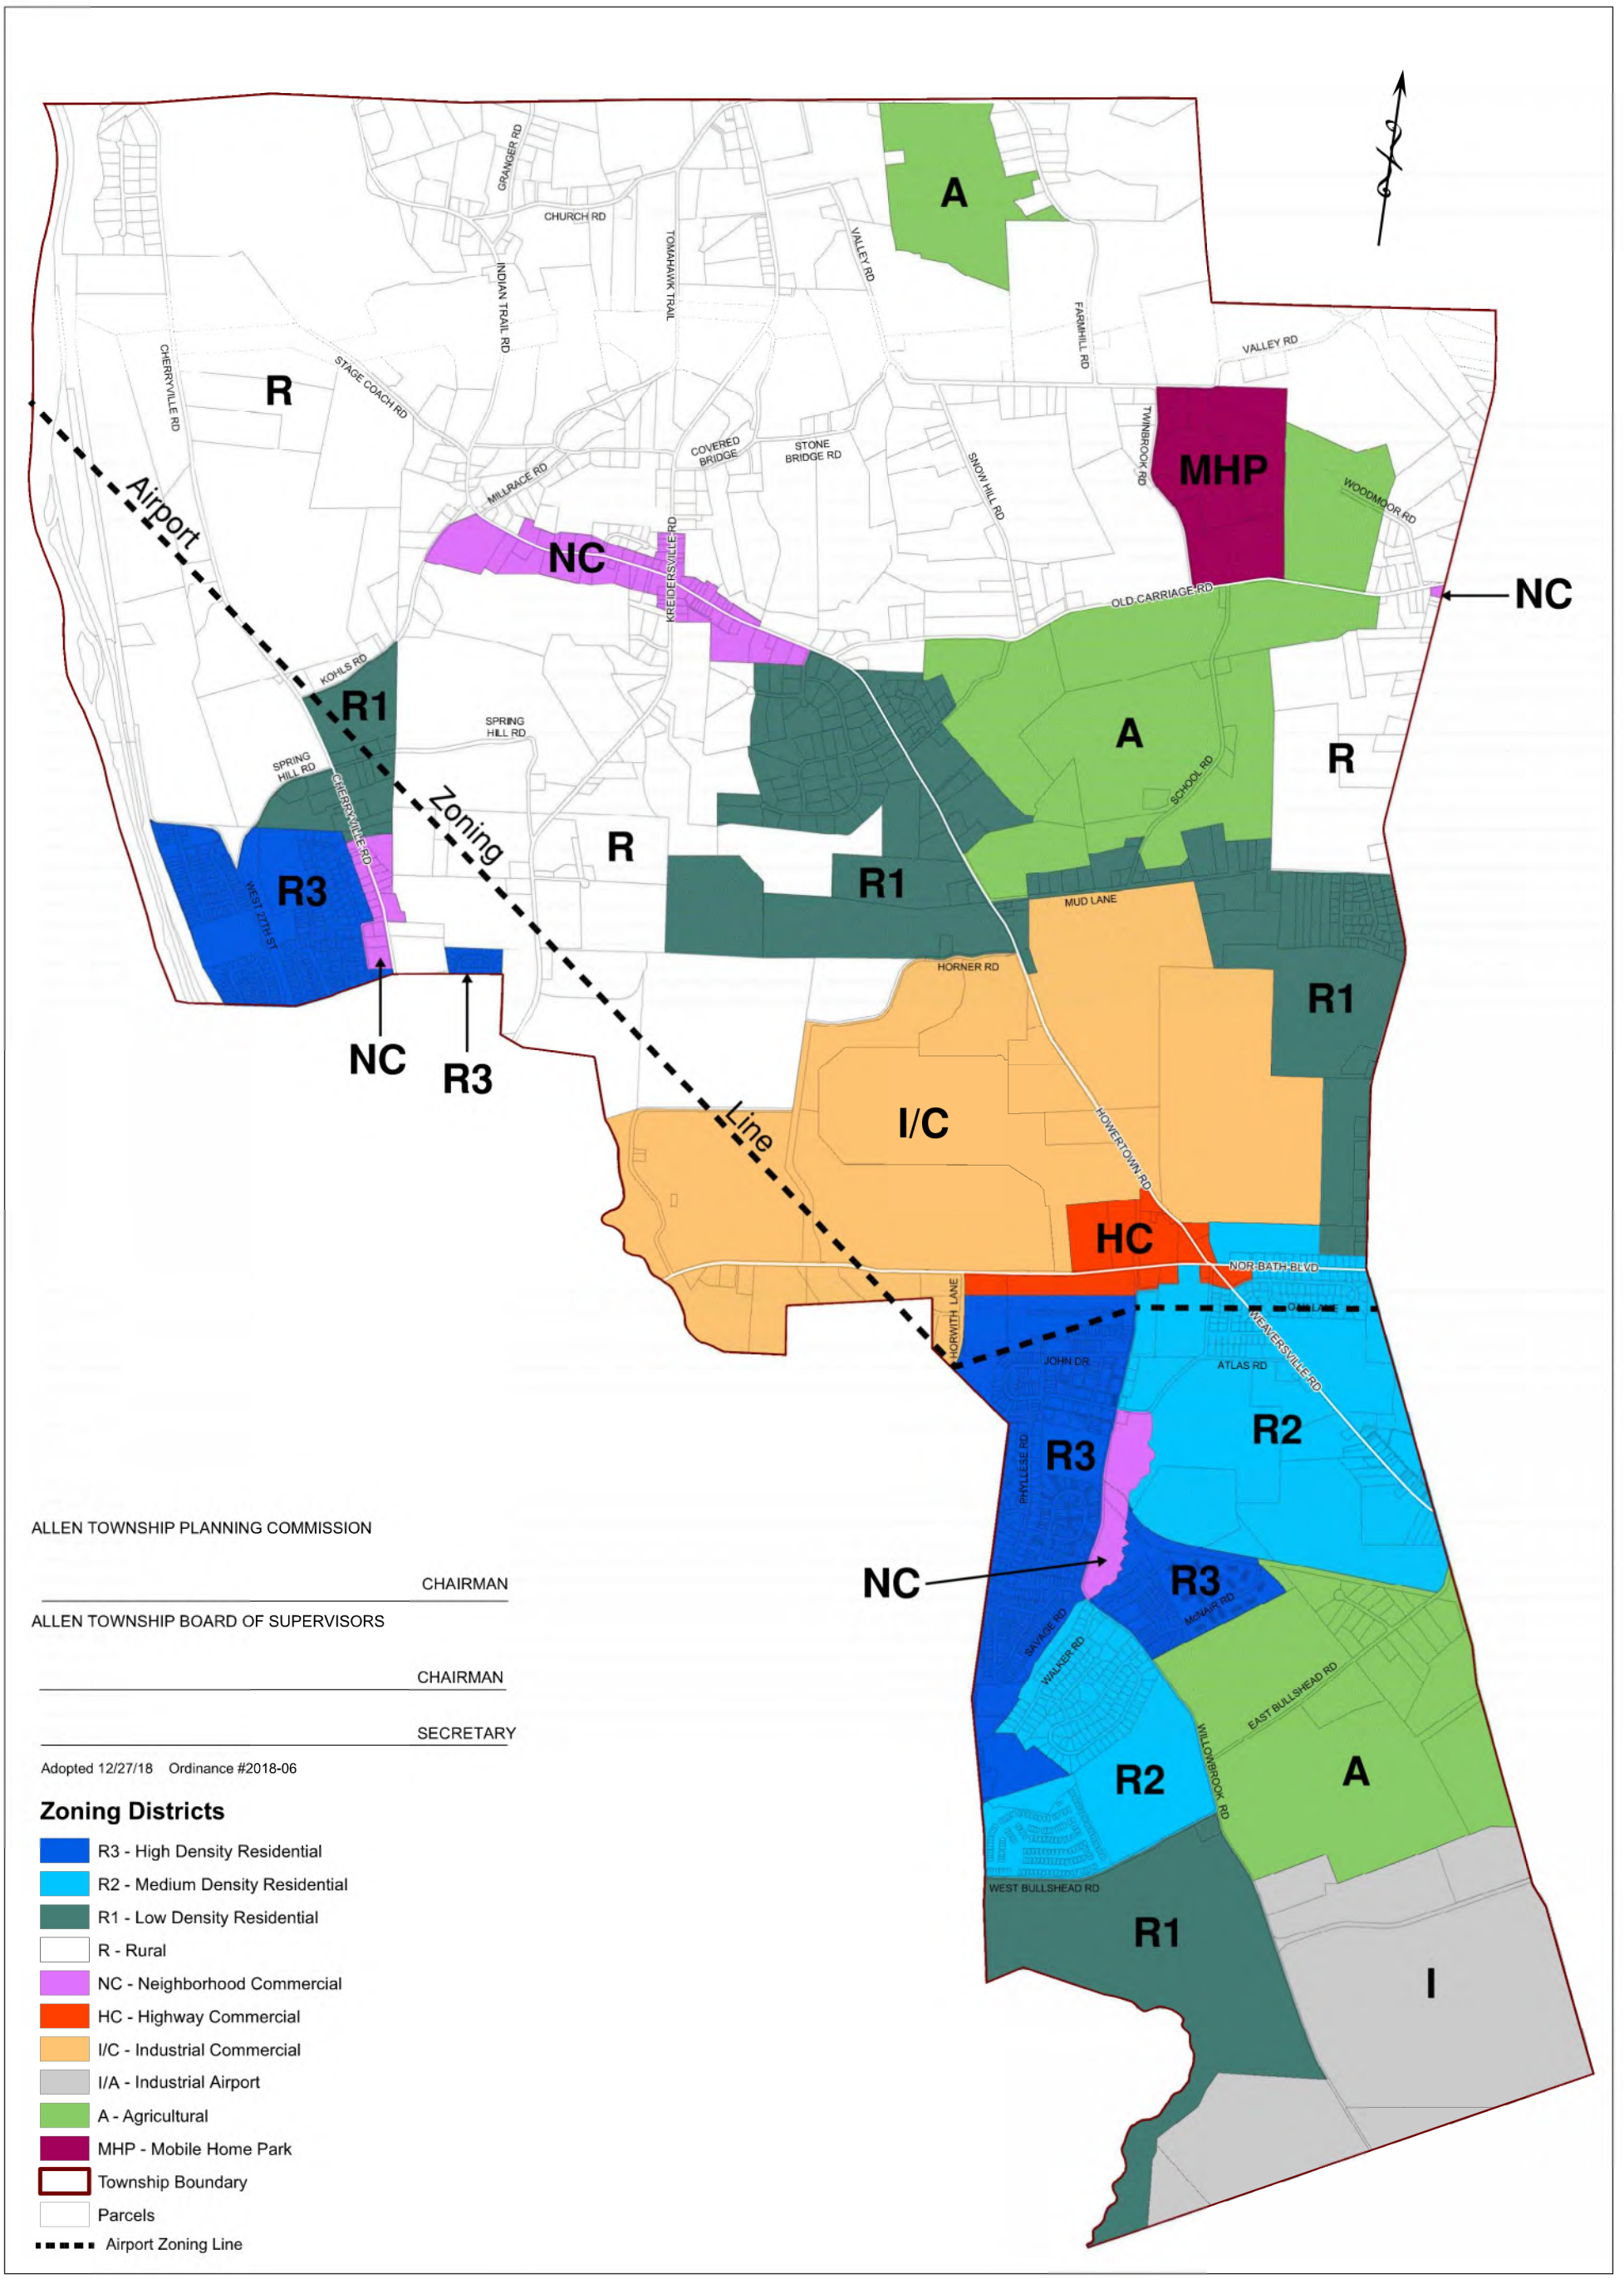 GRANGER RD
A
CHURCH RD
TOMAHAWK TRAIL
VALLEY RD
INDIAN TRAIL RD
FARMHILL RD
VALLEY RD
CHERRYVILLE RD
R
STAGE COACH RD
TWINBROOK RD
COVERED
BRIDGE
STONE
BRIDGE RD
SNOW HILL RD
MHP
MILLRACE RD
WOODMOOR RD
Airport
NC
KREIDERSVILLE RD
OLD CARRIAGE RD
NC
KOHLS RD
R1
SPRING
HILL RD
A
R
SPRING
HILL RD
SCHOOL RD
CHERRYVILLE RD
Zoning
R
R3
WEST 27TH ST
R1
MUD LANE
HORNER RD
R1
NC
R3
Line
I/C
HOWERTOWN RD
HC
NOR-BATH BLVD
HORWITH LANE
OAK LANE
WEAVERSVILLE RD
JOHN DR
ATLAS RD
R2
R3
PHYLLESE RD
NC
R3
McNAIR RD
SAVAGE RD
WALKER RD
EAST BULLSHEAD RD
WILLOWBROOK RD
R2
A
WEST BULLSHEAD RD
R1
I
ALLEN TOWNSHIP PLANNING COMMISSION
CHAIRMAN
ALLEN TOWNSHIP BOARD OF SUPERVISORS
CHAIRMAN
SECRETARY
Adopted 12/27/18 Ordinance #2018-06
Zoning Districts
R3 - High Density Residential
R2 - Medium Density Residential
R1 - Low Density Residential
R - Rural
NC - Neighborhood Commercial
HC - Highway Commercial
I/C - Industrial Commercial
I/A - Industrial Airport
A - Agricultural
MHP - Mobile Home Park
Township Boundary
Parcels
Airport Zoning Line